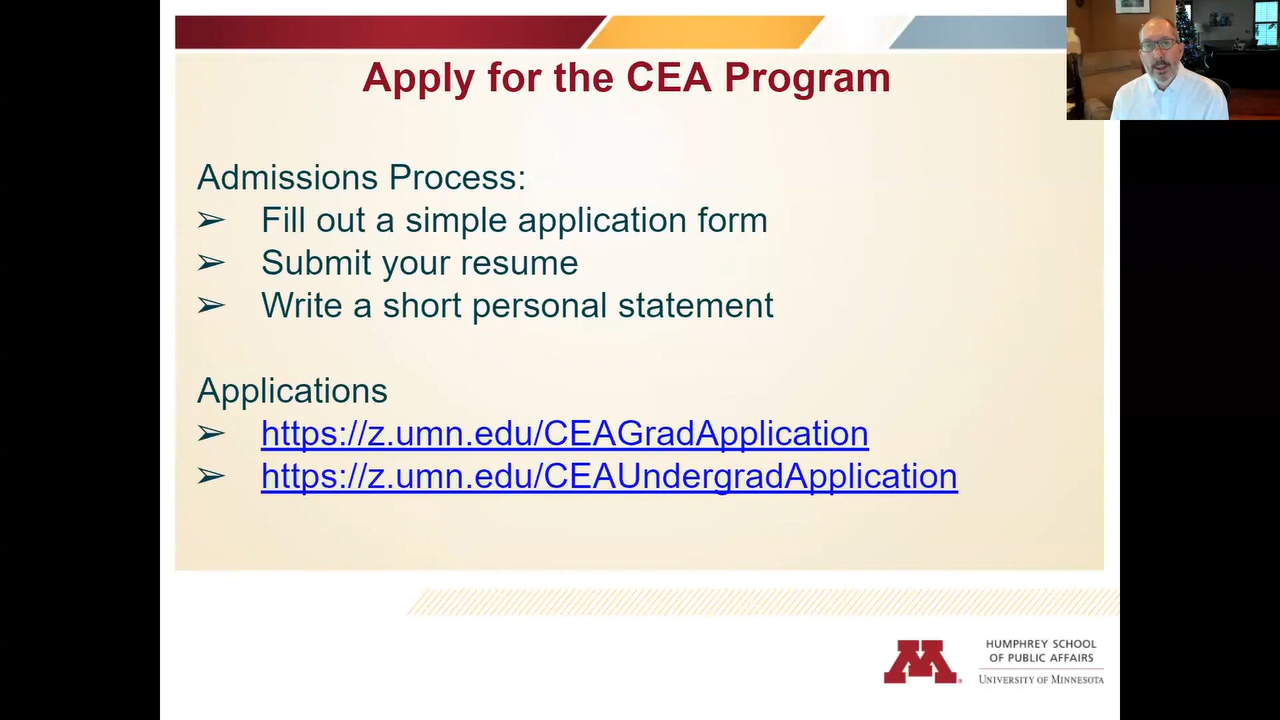 Apply for the CEA Program
Admissions Process:
➢ Fill out a simple application form
➢ Submit your resume
➢ Write a short personal statement
Applications
➢ https://z.umn.edu/CEAGradApplication
➢ https://z.umn.edu/CEAUndergradApplication
M
HUMPHREY SCHOOL
OF PUBLIC AFFAIRS
UNIVERSITY OF MINNESOTA